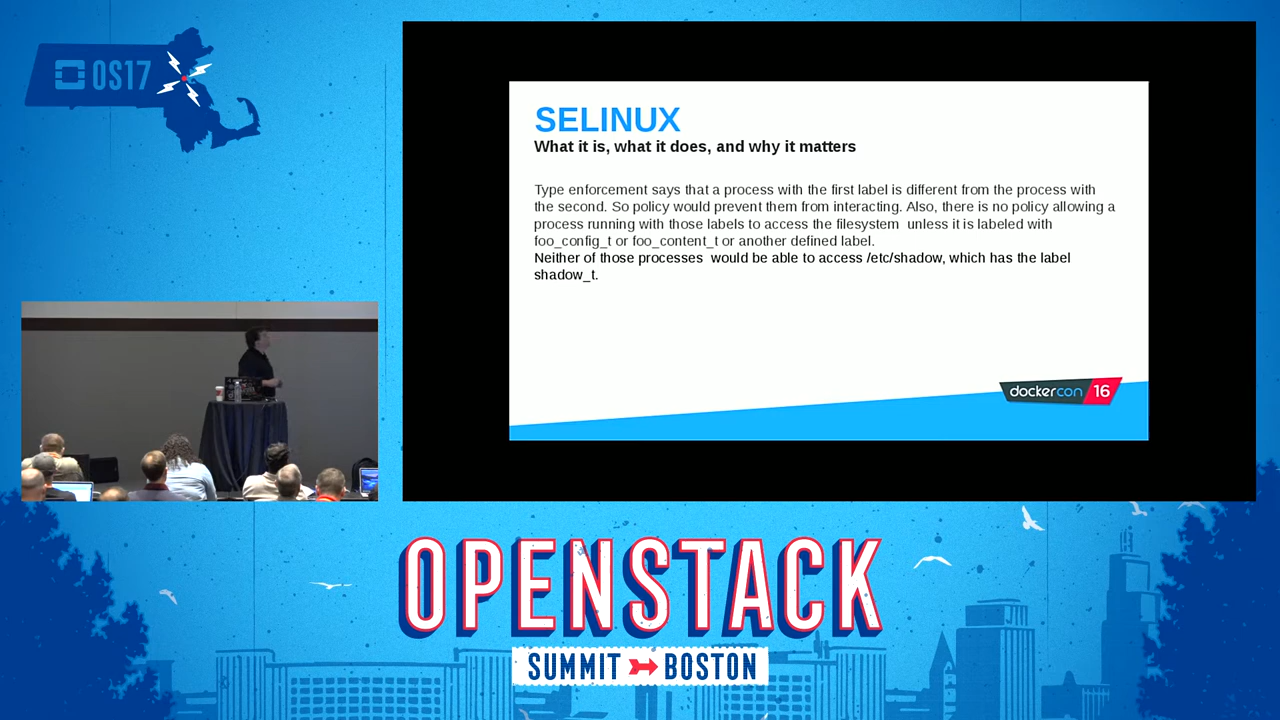 OS17
SELINUX
What it is, what it does, and why it matters
Type enforcement says that a process with the first label is different from the process with
the second. So policy would prevent them from interacting. Also, there is no policy allowing a
process running with those labels to access the filesystem  unless it is labeled with
foo_config_t or foo_content_t or another defined label.
Neither of those processes  would be able to access /etc/shadow, which has the label
shadow_t.
dockercon 16
OPENSTACK
SUMMIT BOSTON